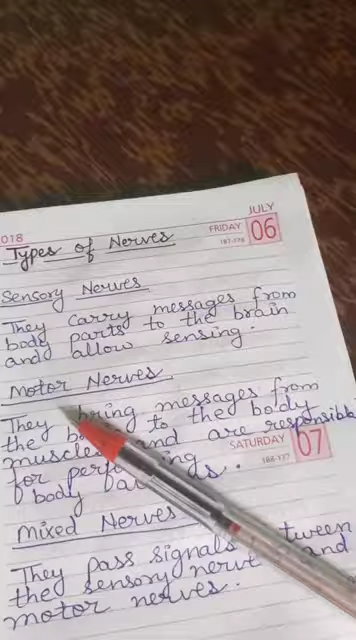 JULY
2018
FRIDAY 06
187-178
Types of Nerves
Sensory Nerves
They carry messages from
body parts to the brain
and allow sensing.
Motor Nerves
They bring messages from
the to the body
muscles and are responsible
SATURDAY 07
188-177
for
body
Mixed Nerves
They pass signals
the sensory nerve and
motor nerves.